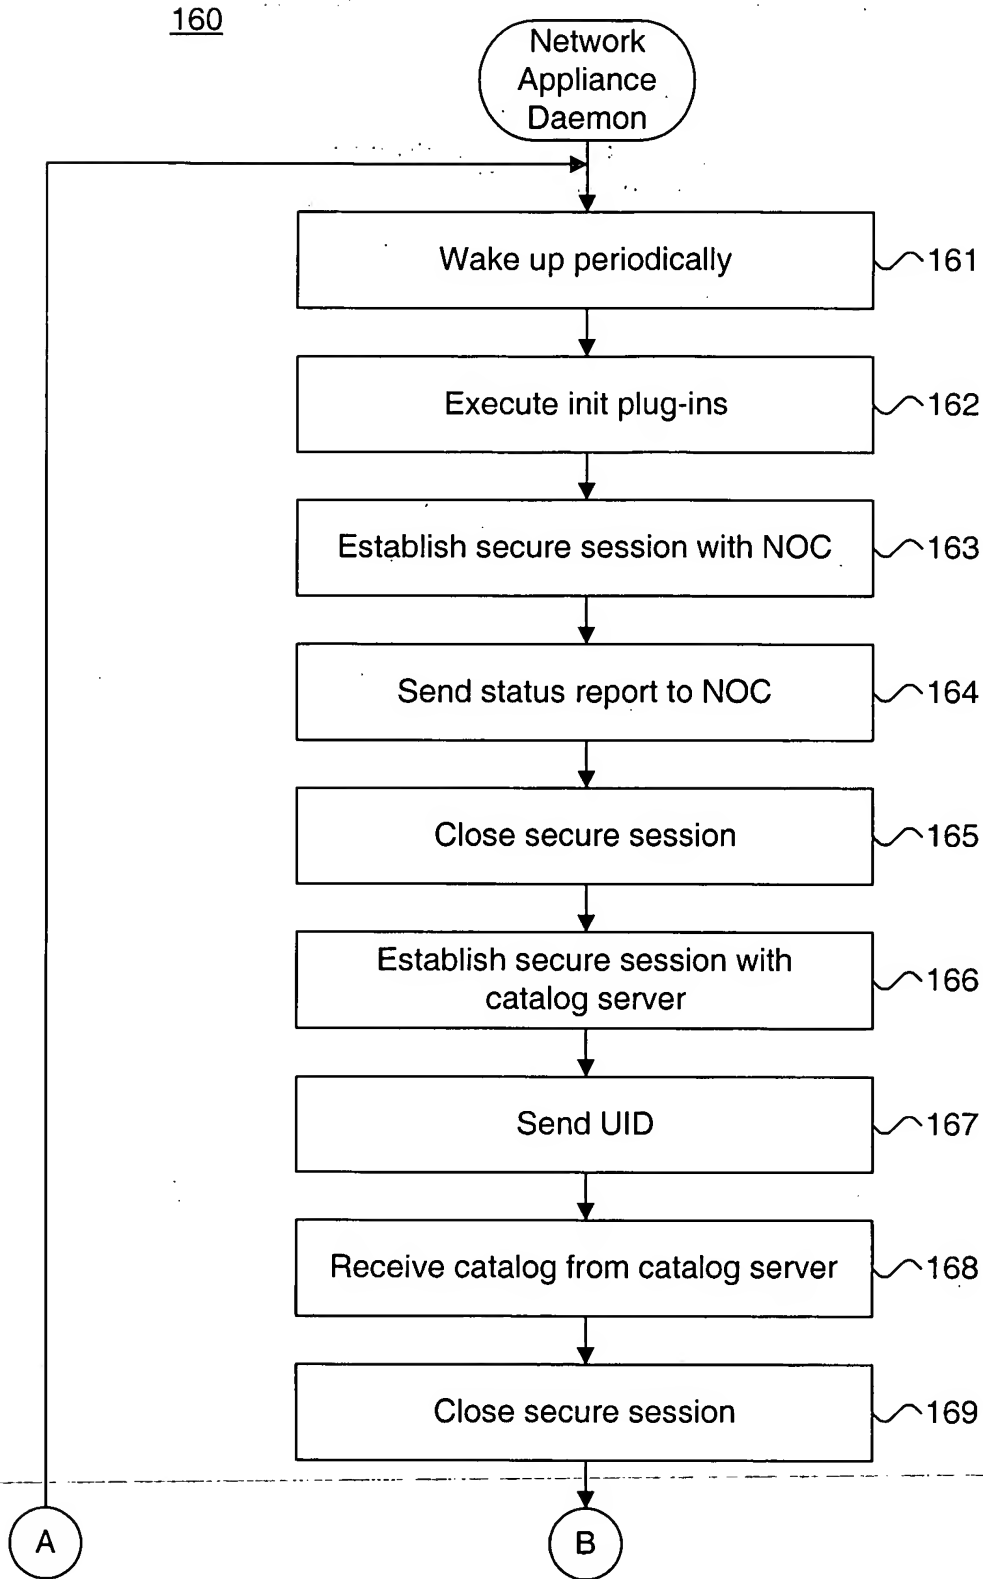 160
Network
Appliance
Daemon
Wake up periodically
161
Execute init plug-ins
162
Establish secure session with NOC
163
Send status report to NOC
164
Close secure session
165
Establish secure session with
catalog server
166
Send UID
167
Receive catalog from catalog server
168
Close secure session
169
A
B